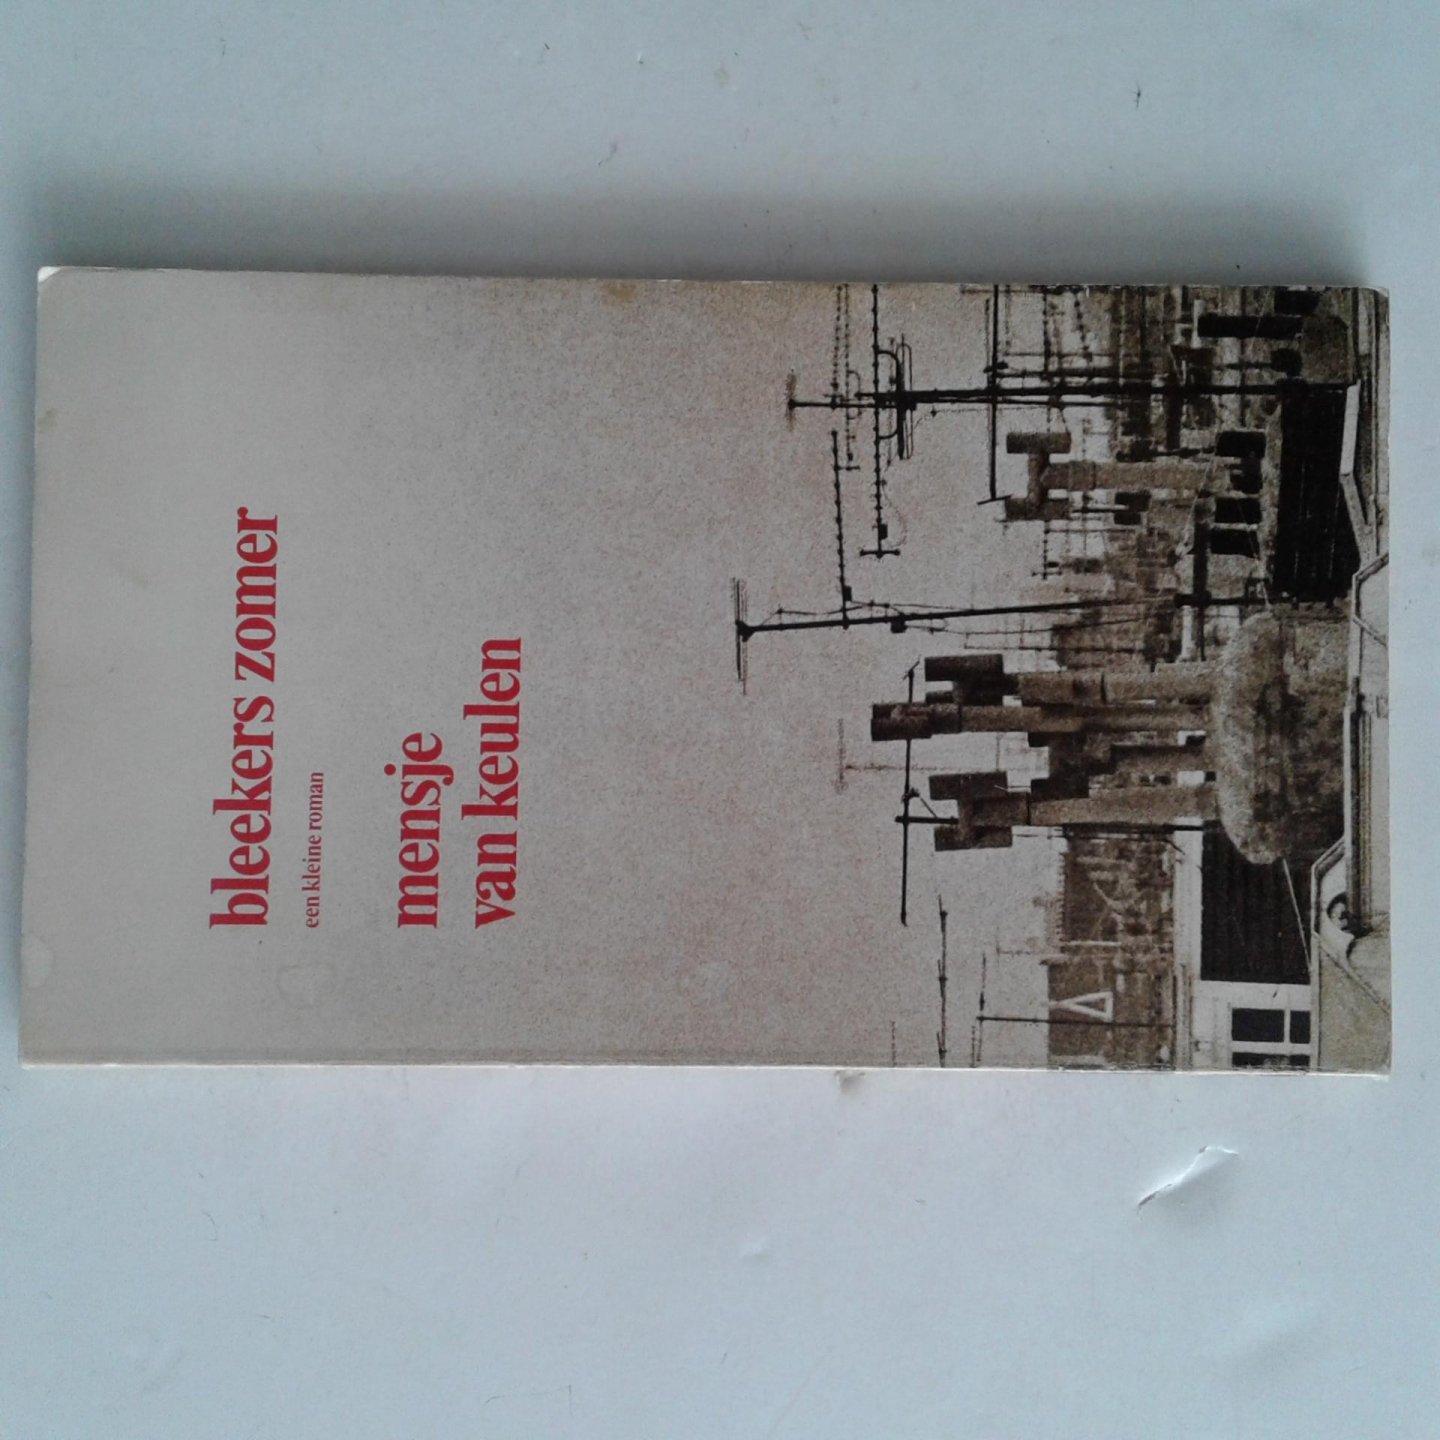 bleekers zomer
een kleine roman
mensje
van keulen